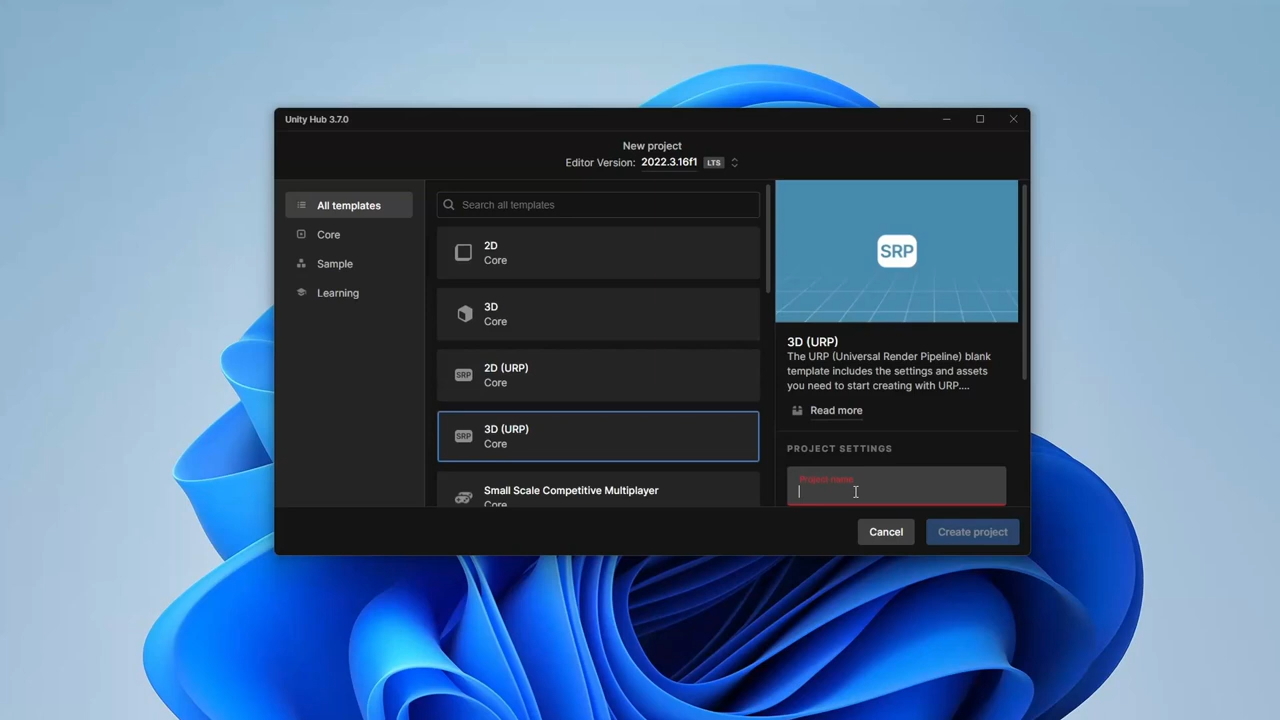 Unity Hub 3.7.0
New project
Editor Version: 2022.3.16f1 LTS
All templates
Core
Sample
Learning
Search all templates
2D
Core
3D
Core
SRP
2D (URP)
Core
SRP
3D (URP)
Core
Small Scale Competitive Multiplayer
Core
SRP
3D (URP)
The URP (Universal Render Pipeline) blank
template includes the settings and assets
you need to start creating with URP....
Read more
PROJECT SETTINGS
Project name
Cancel
Create project